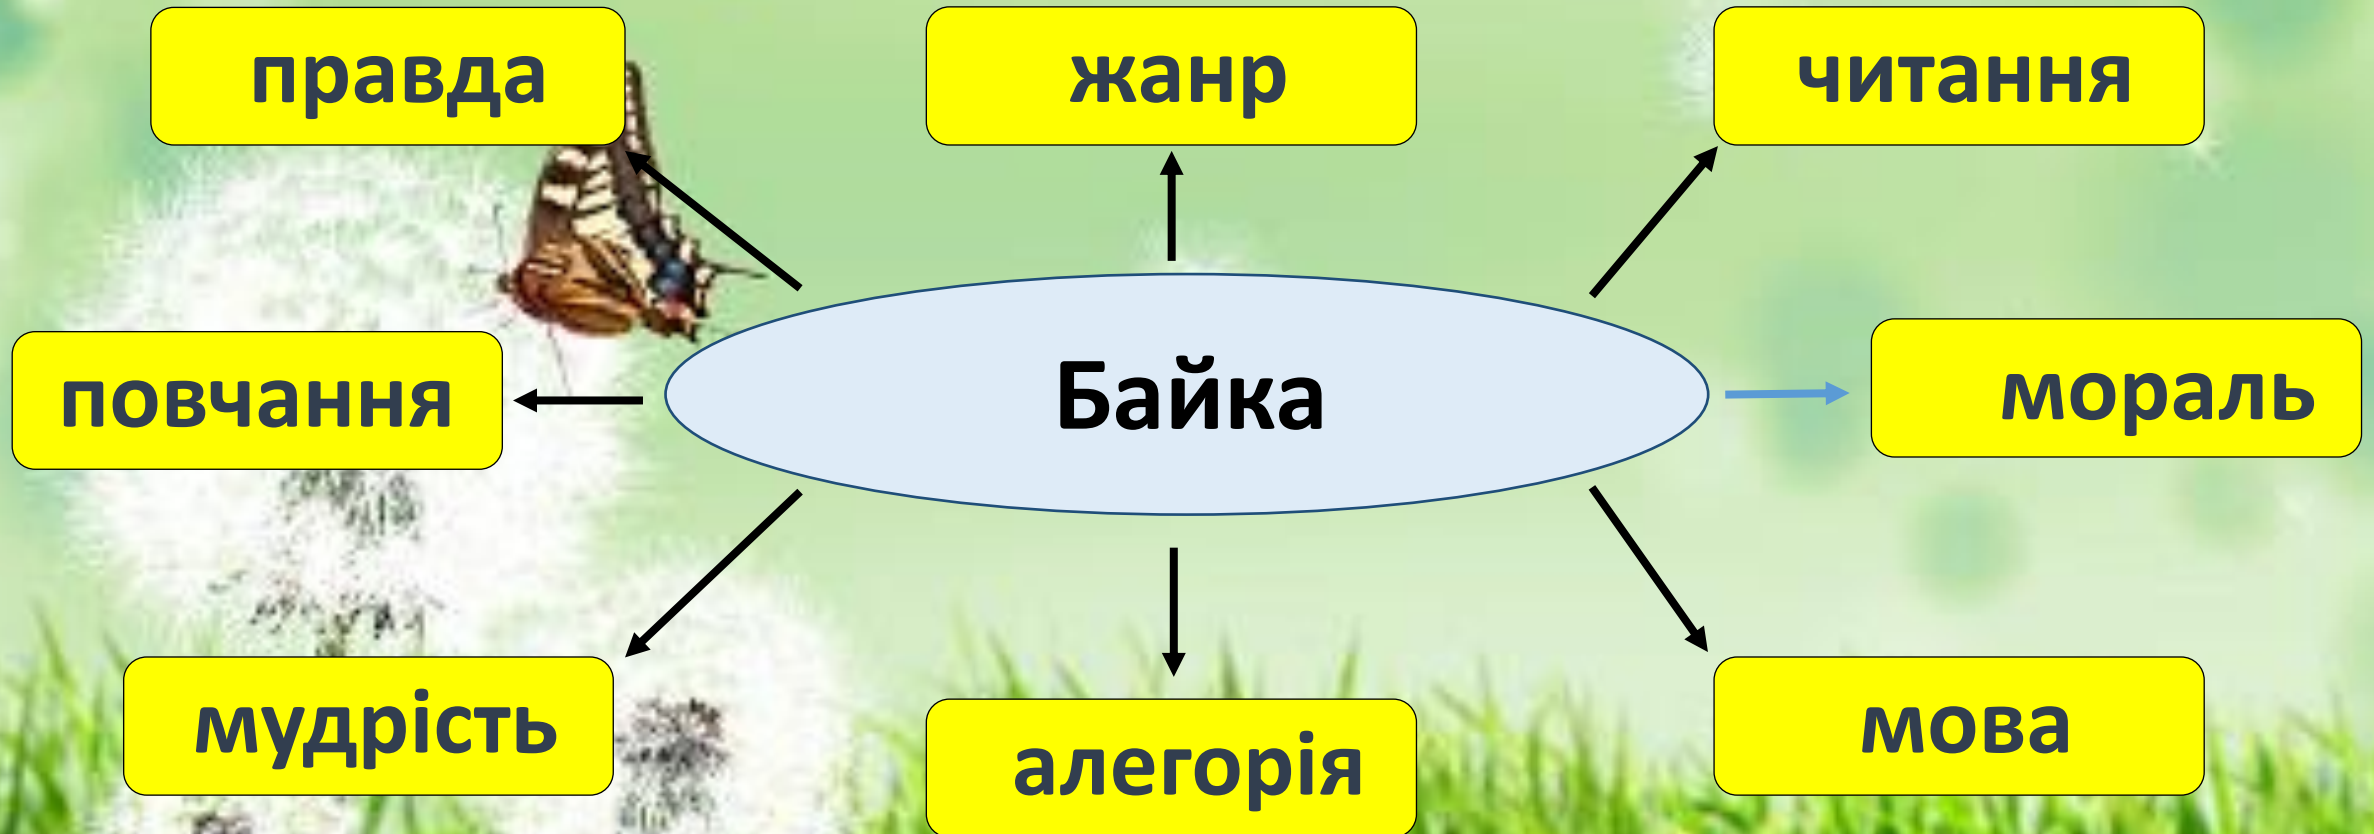 правда
жанр
читання
повчання
Байка
мораль
мудрість
алегорія
мова